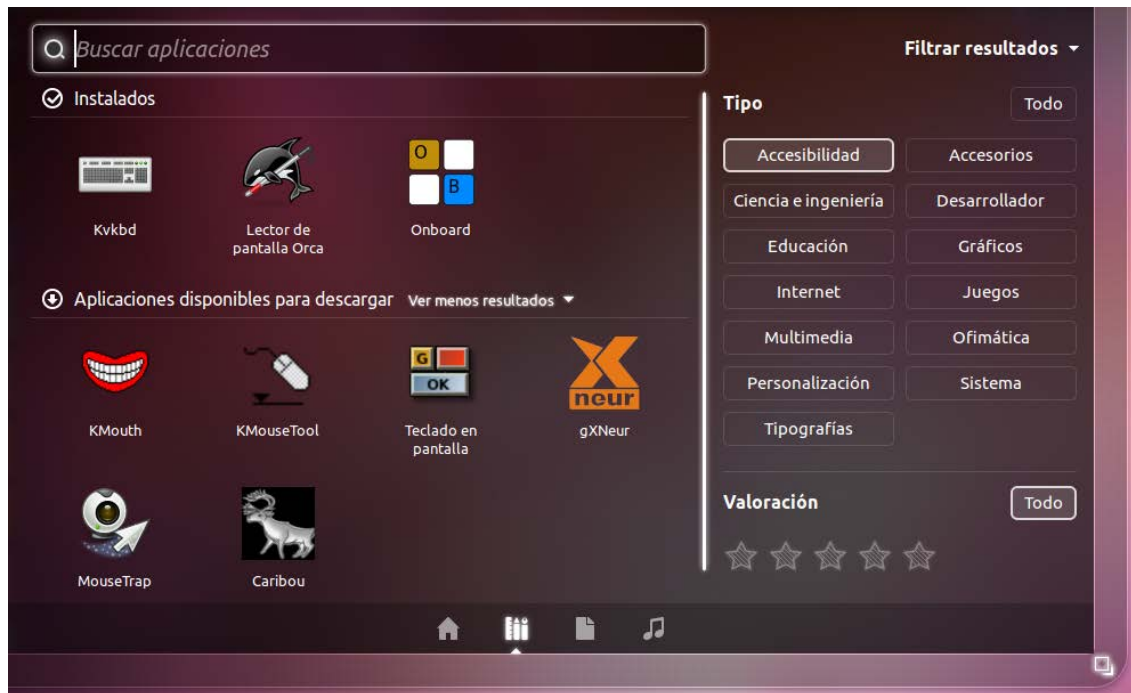 Buscar aplicaciones
Filtrar resultados
Instalados
Kvkbd
Lector de
pantalla Orca
O
B
Onboard
Aplicaciones disponibles para descargar Ver menos resultados
KMouth
KMouseTool
G
OK
Teclado en
pantalla
neur
gXNeur
MouseTrap
Caribou
Tipo
Todo
Accesibilidad
Accesorios
Ciencia e ingeniería
Desarrollador
Educación
Gráficos
Internet
Juegos
Multimedia
Ofimática
Personalización
Sistema
Tipografías
Valoración
Todo